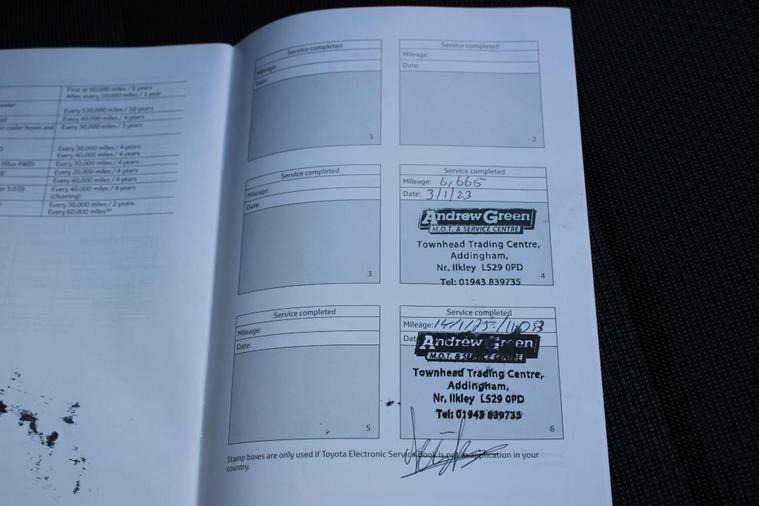 First at 60,000 miles / 5 years
After: every 10,000 miles / 1 year
Every 120,000 miles / 10 years
Every 40,000 miles / 4 years
Every 30,000 miles / 3 years
Every 30,000 miles / 4 years
Every 40,000 miles / 4 years
Hilux 4WD)
Every 30,000 miles / 4 years
Every 20,000 miles / 4 years
Every 40,000 miles / 4 years
Every 40,000 miles / 4 years
(cleaning)
Every 30,000 miles / 2 years
Every 60,000 miles**
Service completed
Mileage:
Date:
1
Service completed
Mileage:
Date:
2
Service completed
Mileage:
Date:
3
Service completed
Mileage: 6,665
Date: 3/1/23
Andrew Green
M.O.T. & SERVICE CENTRE
Townhead Trading Centre,
Addingham,
Nr, Ilkley LS29 0PD
Tel: 01943 839735
4
Service completed
Mileage:
Date:
5
Service completed
Mileage:
Andrew Green
M.O.T. & SERVICE CENTRE
Townhead Trading Centre,
Addingham,
Nr, Ilkley LS29 0PD
Tel: 01943 839735
6
Stamp boxes are only used if Toyota Electronic Service Book is not in application in your
country.